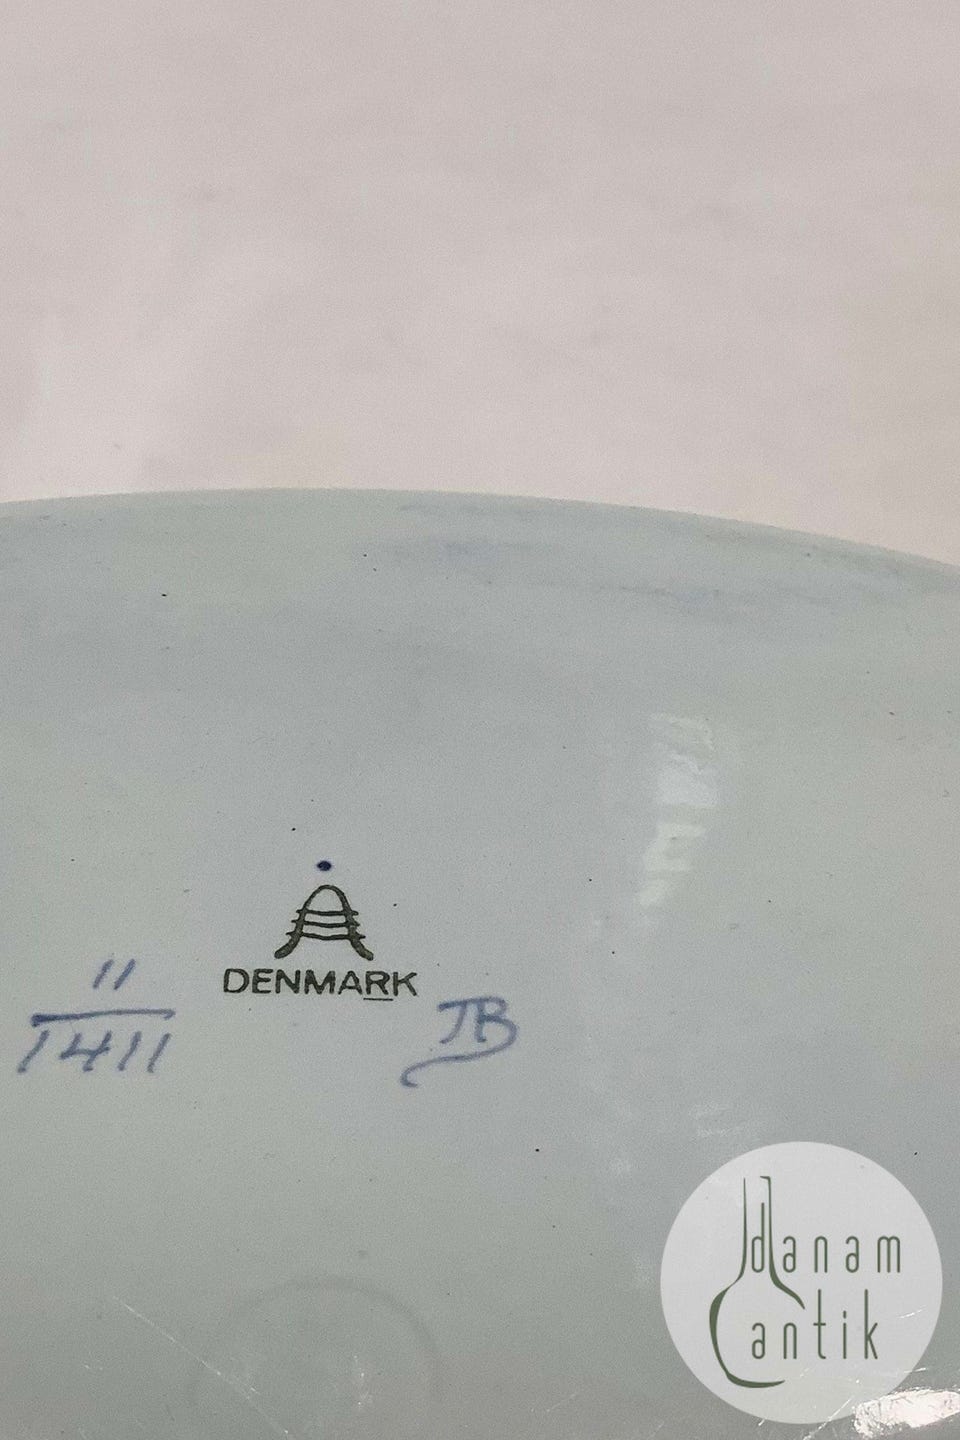 DENMARK
11
1411
JB
danam
antik